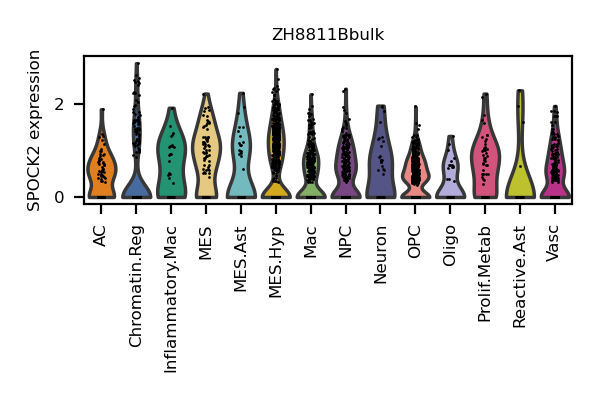 ZH8811Bbulk
SPOCK2 expression
2
0
AC
Chromatin.Reg
Inflammatory.Mac
MES
MES.Ast
MES.Hyp
Mac
NPC
Neuron
OPC
Oligo
Prolif.Metab
Reactive.Ast
Vasc